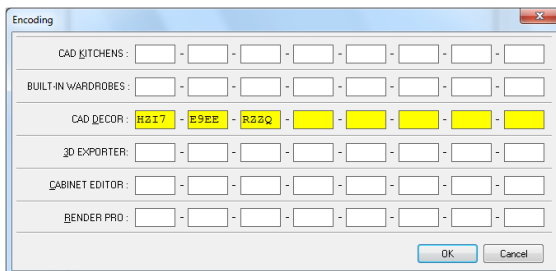 Encoding
CAD KITCHENS : - - - - - - -
BUILT-IN WARDROBES : - - - - - - -
CAD DECOR : HZI7 - E9EE - RZZQ - - - - -
3D EXPORTER: - - - - - - -
CABINET EDITOR : - - - - - - -
RENDER PRO : - - - - - - -
OK Cancel